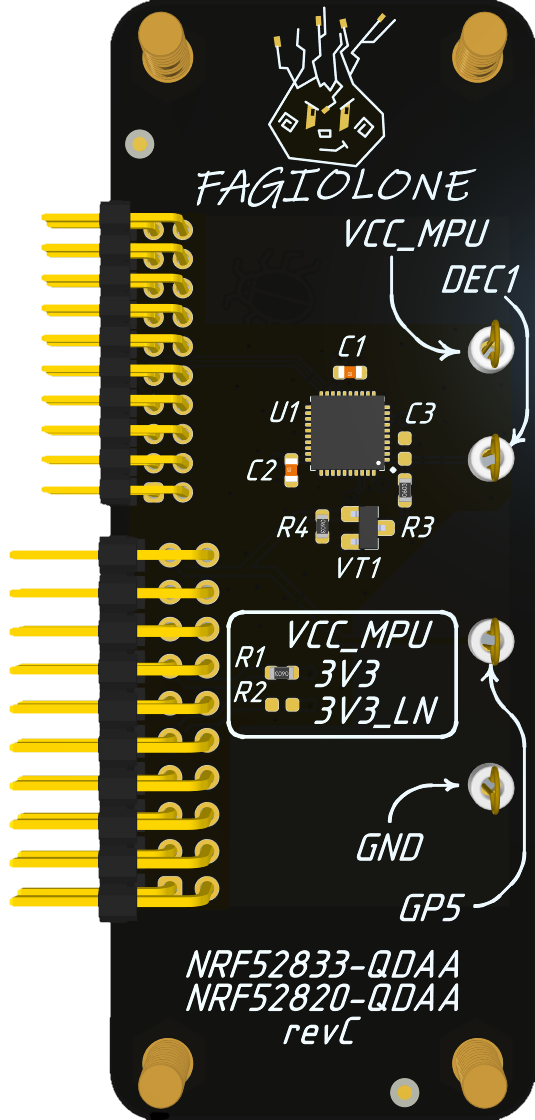 FAGIOLONE
VCC_MPU
DEC1
C1
U1
C3
C2
R4
R3
VT1
VCC_MPU
R1
3V3
R2
3V3_LN
GND
GP5
NRF52833-QDAA
NRF52820-QDAA
revC